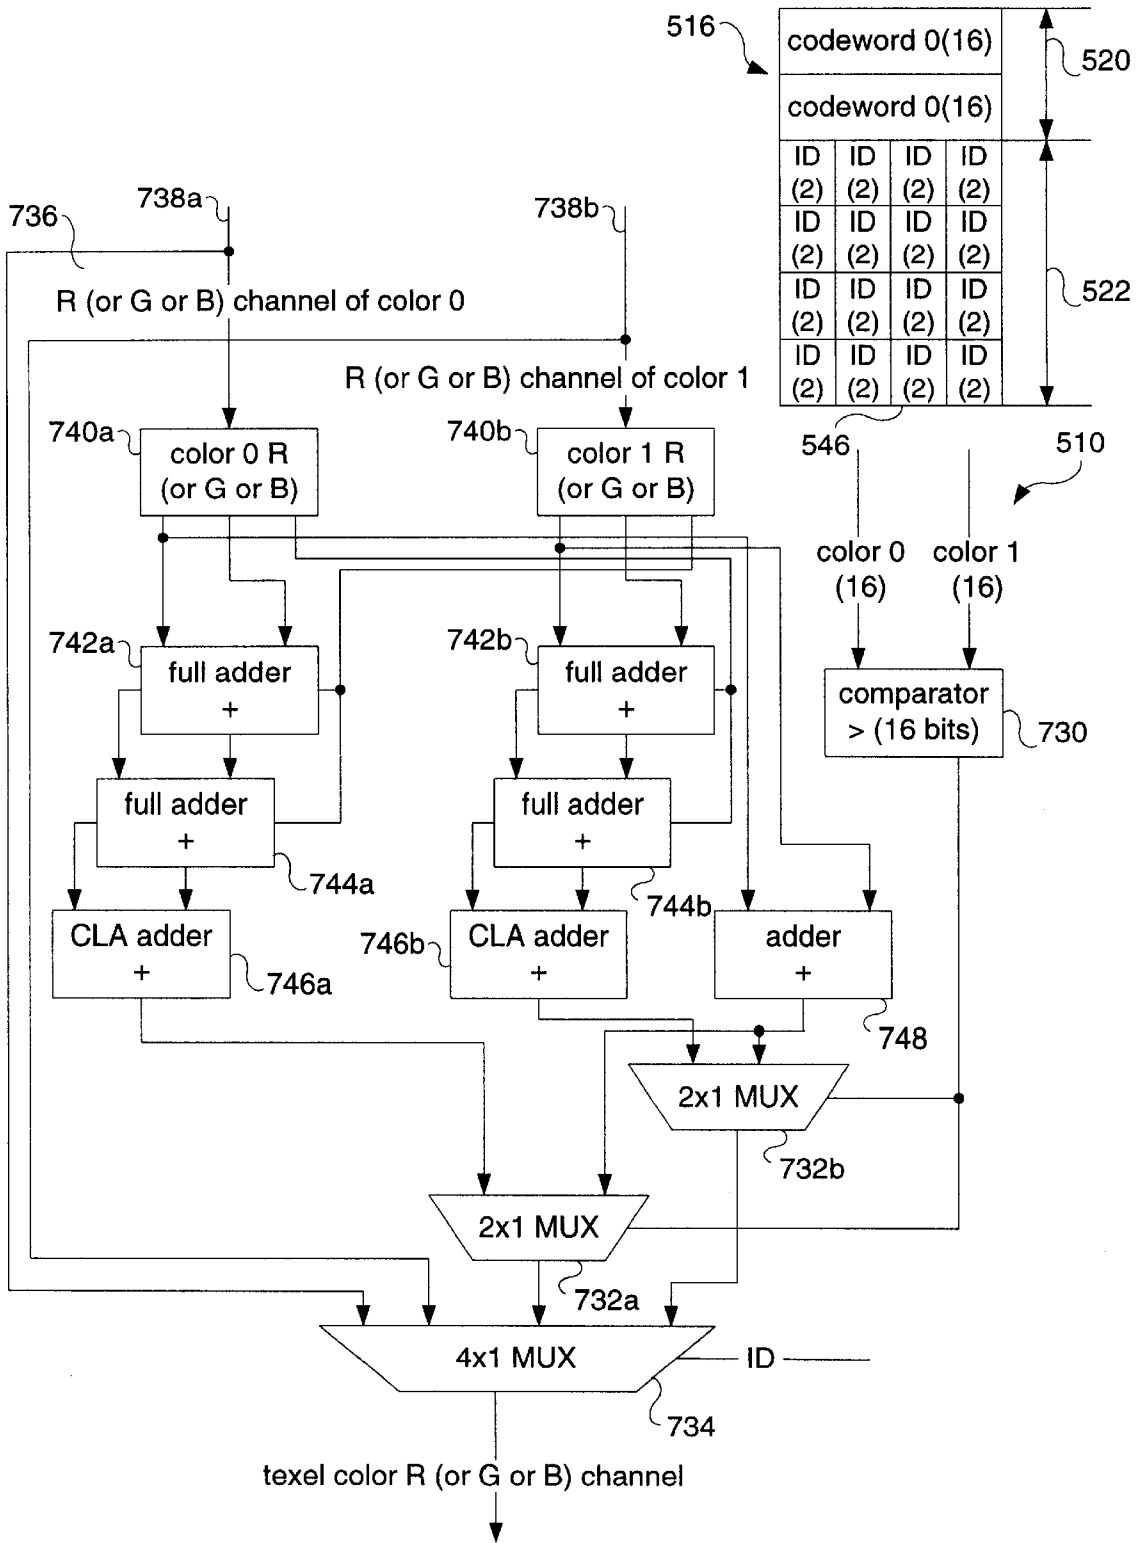 516
codeword 0(16)
520
codeword 0(16)
ID ID ID ID
(2) (2) (2) (2)
ID ID ID ID
(2) (2) (2) (2)
ID ID ID ID
(2) (2) (2) (2)
ID ID ID ID
(2) (2) (2) (2)
522
546
510
736
738a
738b
R (or G or B) channel of color 0
R (or G or B) channel of color 1
740a
color 0 R
(or G or B)
740b
color 1 R
(or G or B)
color 0
(16)
color 1
(16)
742a
full adder
+
742b
full adder
+
comparator
> (16 bits)
730
full adder
+
744a
full adder
+
744b
CLA adder
+
746a
746b
CLA adder
+
adder
+
748
2x1 MUX
732b
2x1 MUX
732a
4x1 MUX
ID
734
texel color R (or G or B) channel